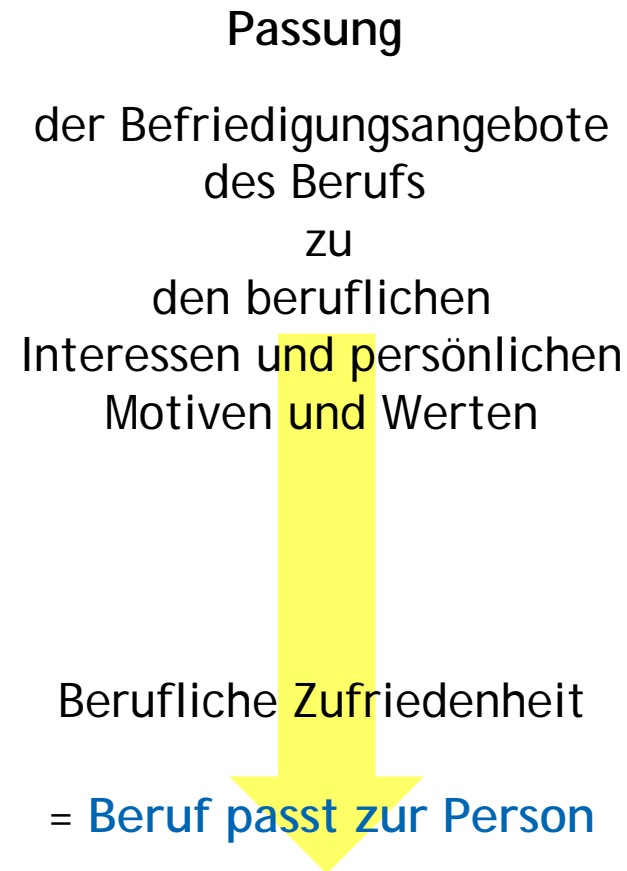 Passung
der Befriedigungsangebote
des Berufs
zu
den beruflichen
Interessen und persönlichen
Motiven und Werten
Berufliche Zufriedenheit
= Beruf passt zur Person